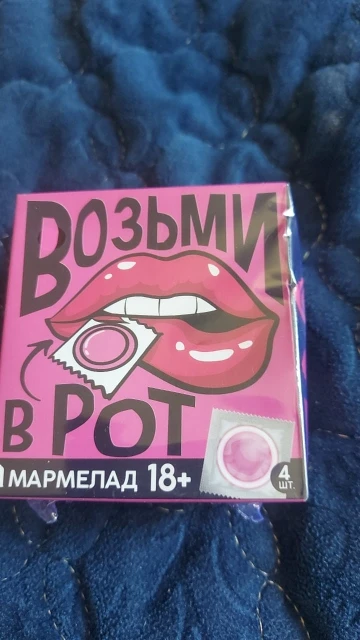 Возьми
в рот
мармелад 18+
4
шт.